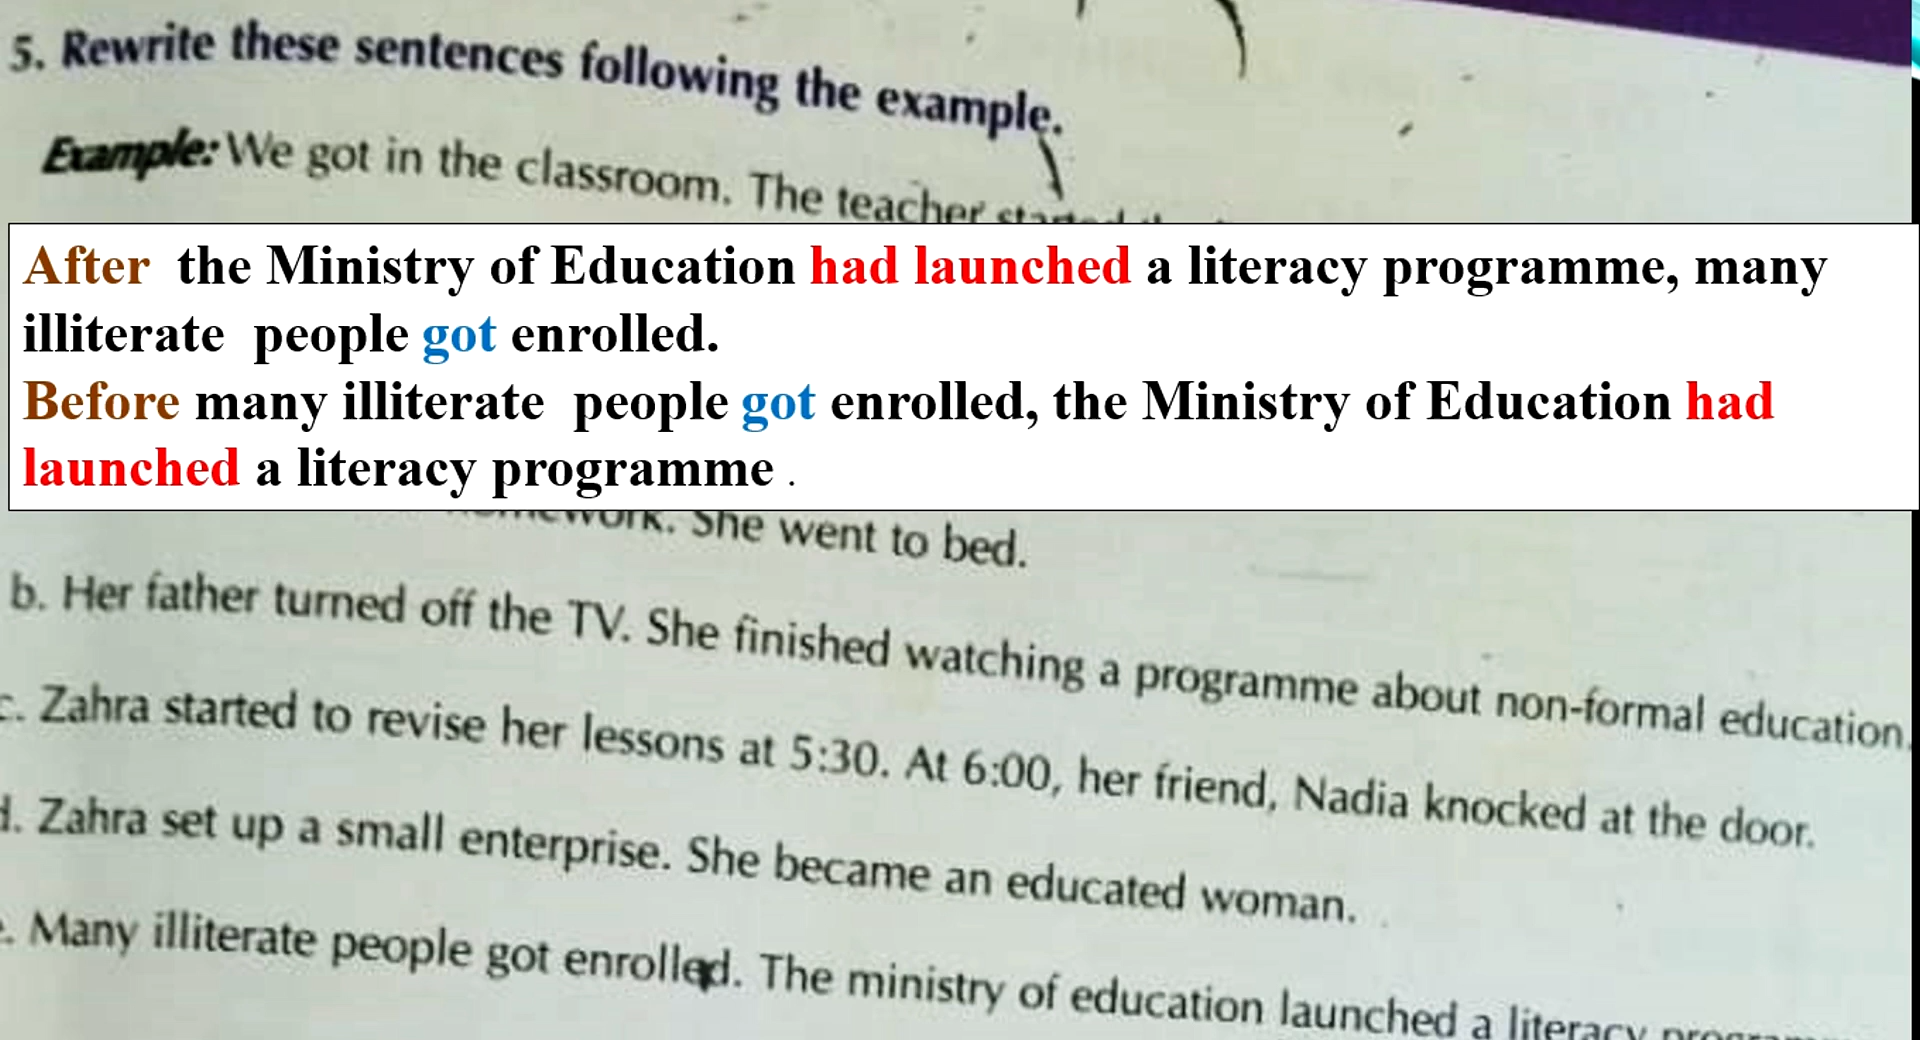 5. Rewrite these sentences following the example.
Example: We got in the classroom. The teacher started
After the Ministry of Education had launched a literacy programme, many
illiterate people got enrolled.
Before many illiterate people got enrolled, the Ministry of Education had
launched a literacy programme .
homework. She went to bed.
b. Her father turned off the TV. She finished watching a programme about non-formal education.
c. Zahra started to revise her lessons at 5:30. At 6:00, her friend, Nadia knocked at the door.
d. Zahra set up a small enterprise. She became an educated woman.
. Many illiterate people got enrolled. The ministry of education launched a literacy